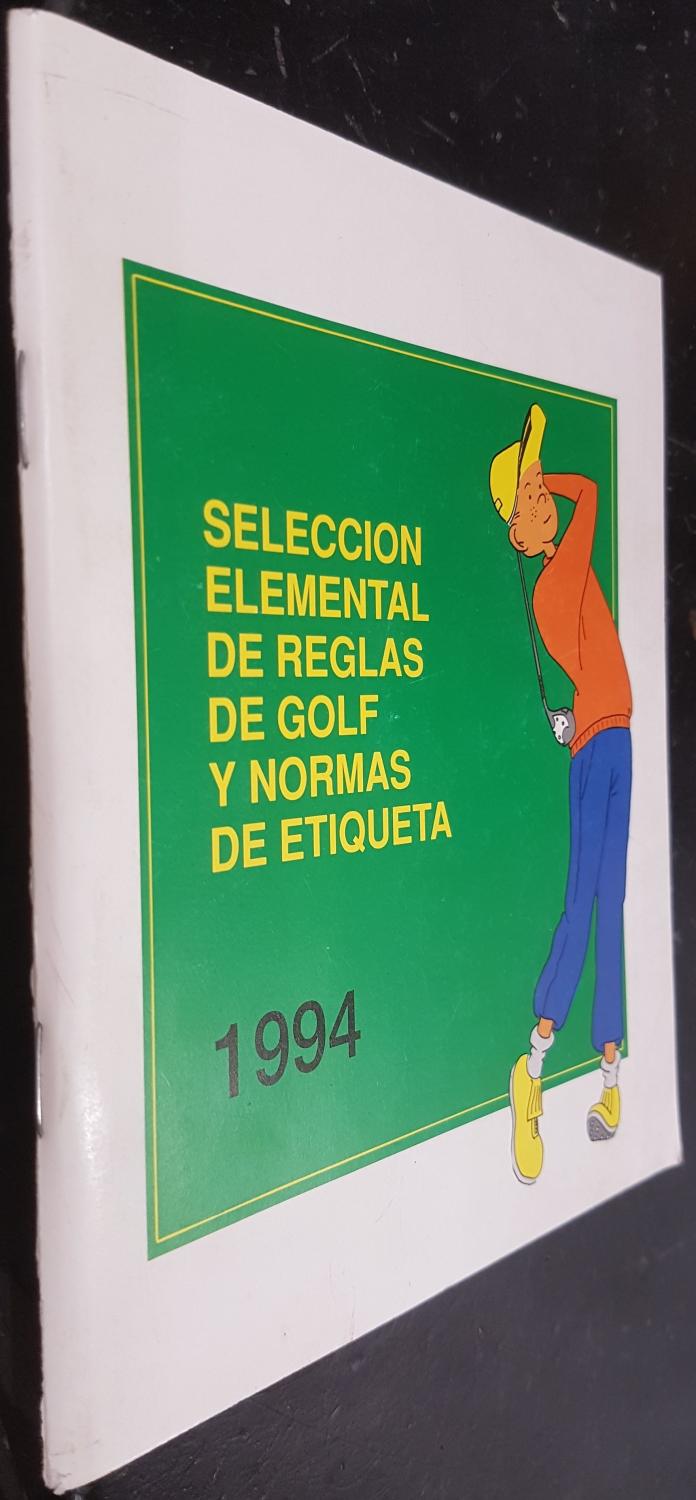 SELECCION
ELEMENTAL
DE REGLAS
DE GOLF
Y NORMAS
DE ETIQUETA
1994